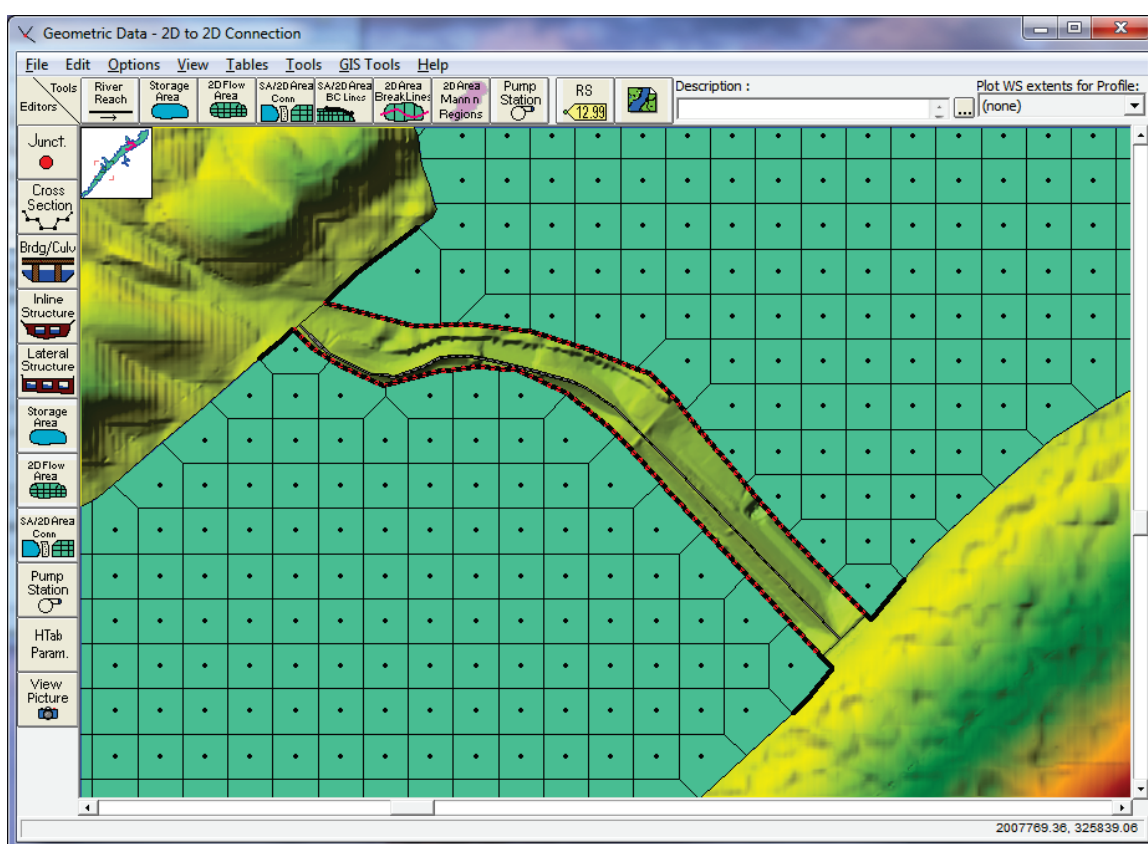 Geometric Data - 2D to 2D Connection
File Edit Options View Tables Tools GIS Tools Help
Tools
Editors
River
Reach
Storage
Area
2D Flow
Area
SA/2D Area
Conn
SA/2D Area
BC Lines
2D Area
BreakLines
2D Area
Mann n
Regions
Pump
Station
RS
12.99
Description :
...
Plot WS extents for Profile:
(none)
Junct.
Cross
Section
Brdg/Culv
Inline
Structure
Lateral
Structure
Storage
Area
2D Flow
Area
SA/2D Area
Conn
Pump
Station
HTab
Param.
View
Picture
2007769.36, 325839.06